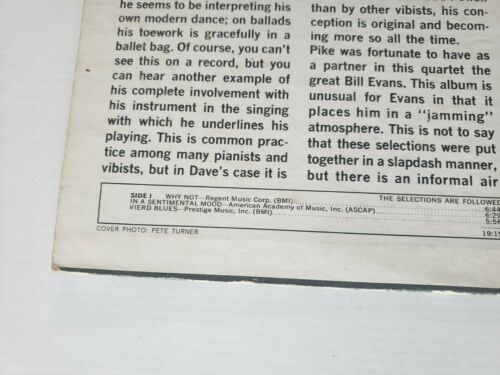 he seems to be interpreting his
own modern dance; on ballads
his toework is gracefully in a
ballet bag. Of course, you can't
see this on a record, but you
can hear another example of
his complete involvement with
his instrument in the singing
with which he underlines his
playing. This is common prac-
tice among many pianists and
vibists, but in Dave's case it is
than by other vibists, his con-
ception is original and becom-
ing more so all the time.
Pike was fortunate to have as
a partner in this quartet the
great Bill Evans. This album is
unusual for Evans in that it
places him in a "jamming"
atmosphere. This is not to say
that these selections were put
together in a slapdash manner,
but there is an informal air
SIDE I WHY NOT—Regent Music Corp. (BMI)
IN A SENTIMENTAL MOOD—American Academy of Music, Inc. (ASCAP)
VIERD BLUES—Prestige Music, Inc. (BMI)
THE SELECTIONS ARE FOLLOWED
6:44
6:29
5:56
19:15
COVER PHOTO: PETE TURNER